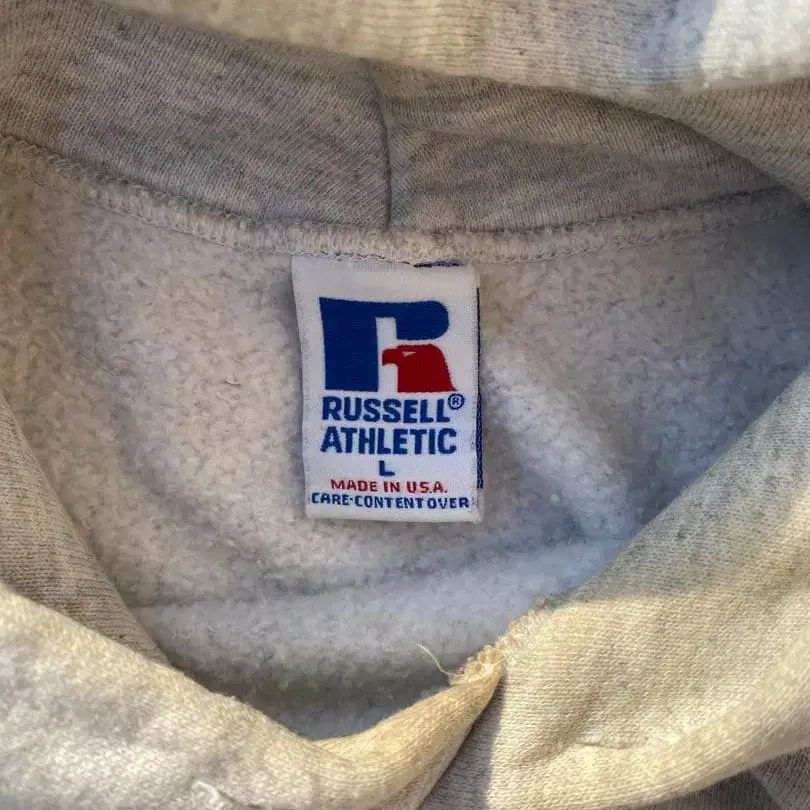 RUSSELL®
ATHLETIC
L
MADE IN U.S.A.
CARE·CONTENT OVER